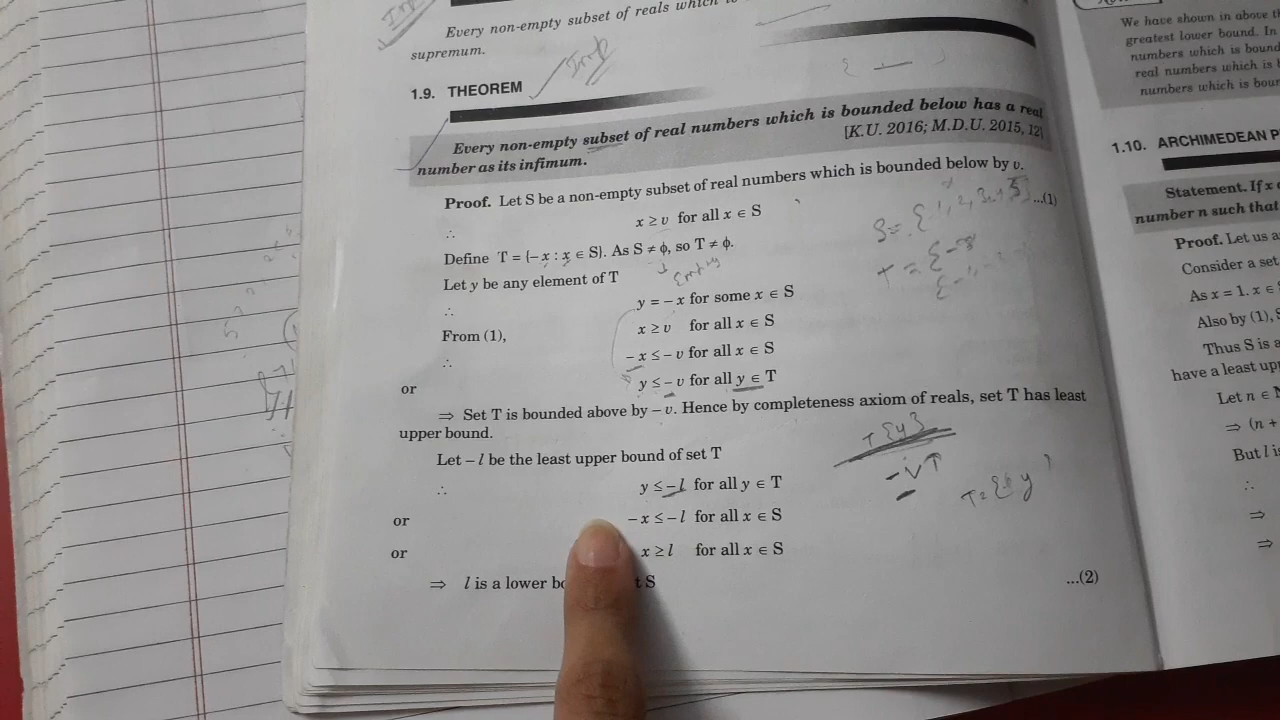 Every non-empty subset of reals which
supremum.
Imp
1.9. THEOREM
Every non-empty subset of real numbers which is bounded below has a real
number as its infimum. [K.U. 2016; M.D.U. 2015, 12]
Proof. Let S be a non-empty subset of real numbers which is bounded below by v.
∴ x ≥ v for all x ∈ S ...(1)
Define T = {– x : x ∈ S}. As S ≠ ϕ, so T ≠ ϕ.
Empty
Let y be any element of T
∴ y = – x for some x ∈ S
From (1), x ≥ v for all x ∈ S
∴ – x ≤ – v for all x ∈ S
or y ≤ – v for all y ∈ T
⇒ Set T is bounded above by – v. Hence by completeness axiom of reals, set T has least
upper bound.
Let – l be the least upper bound of set T
∴ y ≤ – l for all y ∈ T
or – x ≤ – l for all x ∈ S
or x ≥ l for all x ∈ S
⇒ l is a lower S ...(2)
T {y}
We have shown in above
greatest lower bound. In
numbers which is
real numbers which is
numbers which is
1.10. ARCHIMEDEAN
Statement. If x
number n such that
Proof. Let us
Consider a set
As x = 1. x ∈
Also by (1),
Thus S is a
have a least
Let n ∈
⇒ (n +
But l is
∴
⇒
⇒